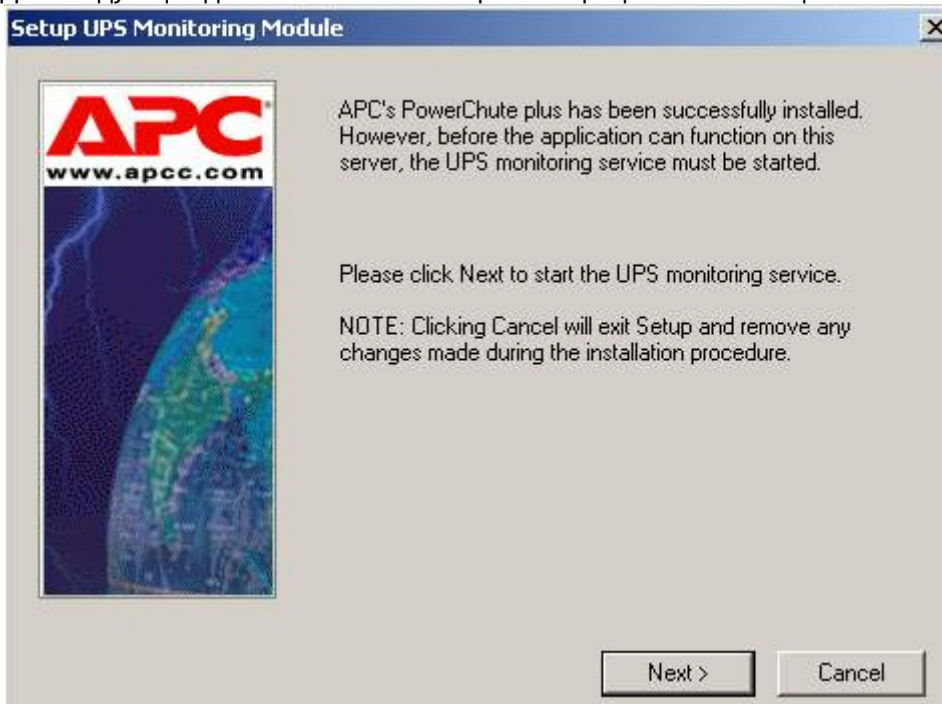 Setup UPS Monitoring Module
APC
www.apcc.com
APC's PowerChute plus has been successfully installed.
However, before the application can function on this
server, the UPS monitoring service must be started.
Please click Next to start the UPS monitoring service.
NOTE: Clicking Cancel will exit Setup and remove any
changes made during the installation procedure.
Next >
Cancel